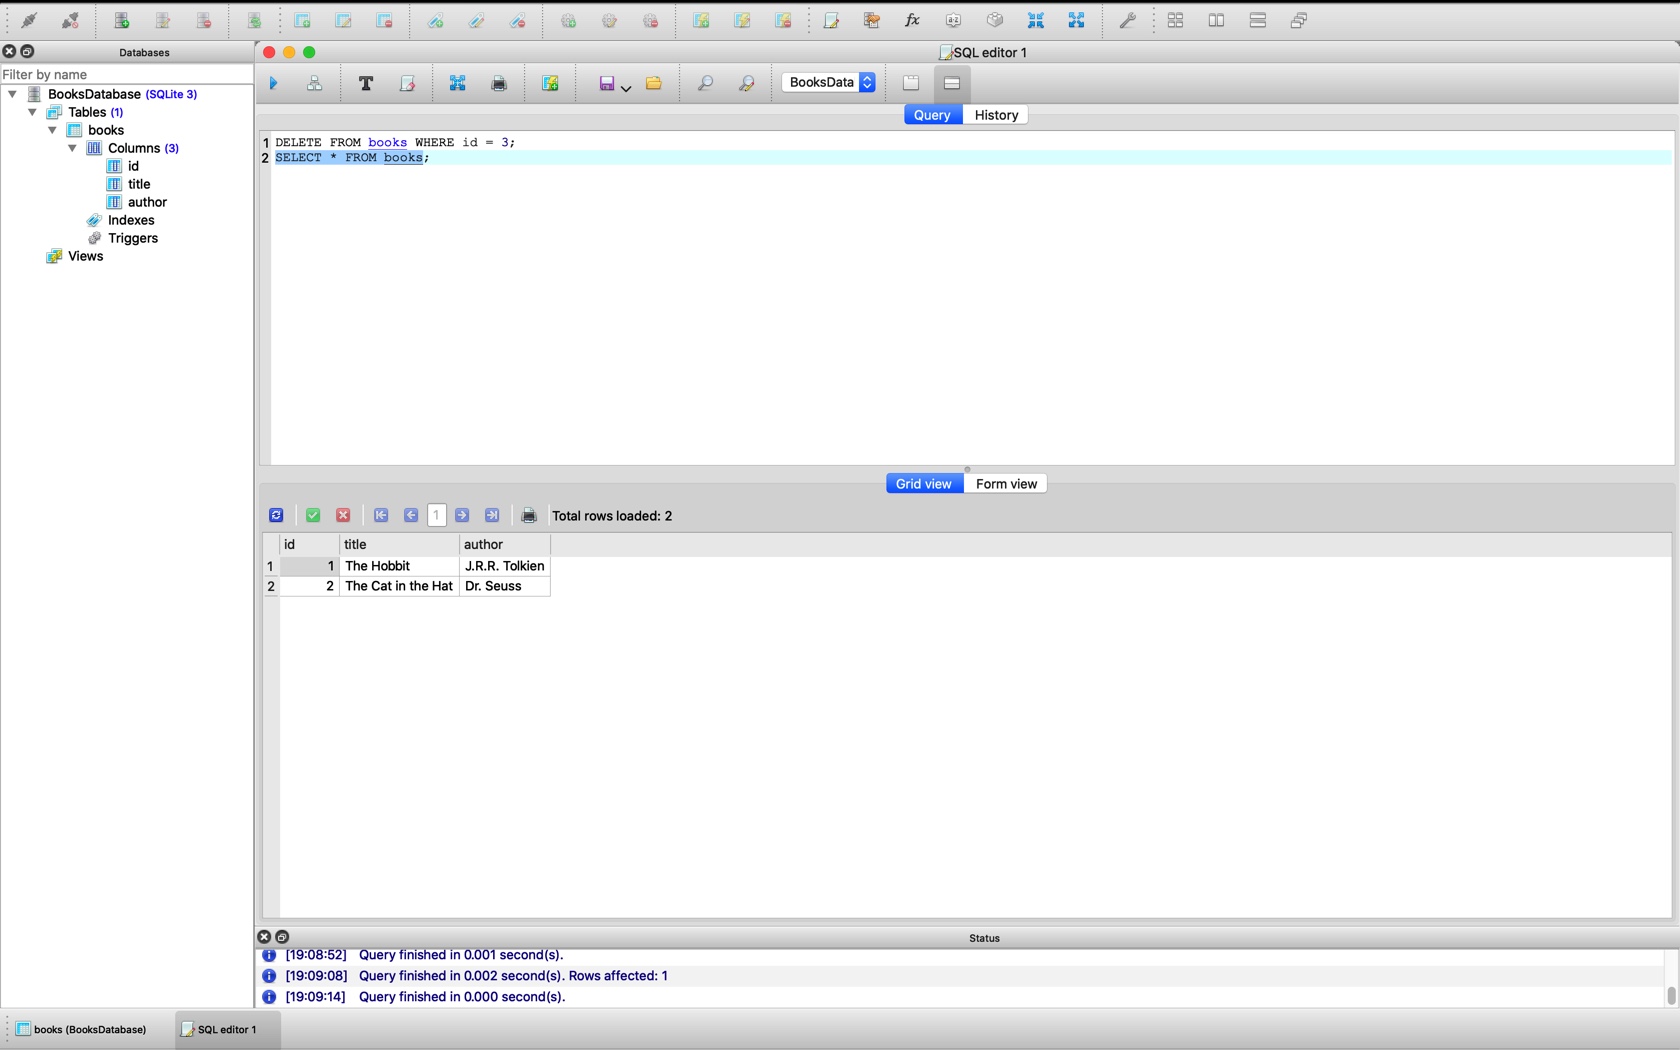 Databases
SQL editor 1
Filter by name
BooksDatabase (SQLite 3)
Tables (1)
books
Columns (3)
id
title
author
Indexes
Triggers
Views
T
fx
a-z
BooksData
Query
History
1 DELETE FROM books WHERE id = 3;
2 SELECT * FROM books;
Grid view
Form view
1
Total rows loaded: 2
id title author
1 1 The Hobbit J.R.R. Tolkien
2 2 The Cat in the Hat Dr. Seuss
Status
[19:08:52] Query finished in 0.001 second(s).
[19:09:08] Query finished in 0.002 second(s). Rows affected: 1
[19:09:14] Query finished in 0.000 second(s).
books (BooksDatabase)
SQL editor 1